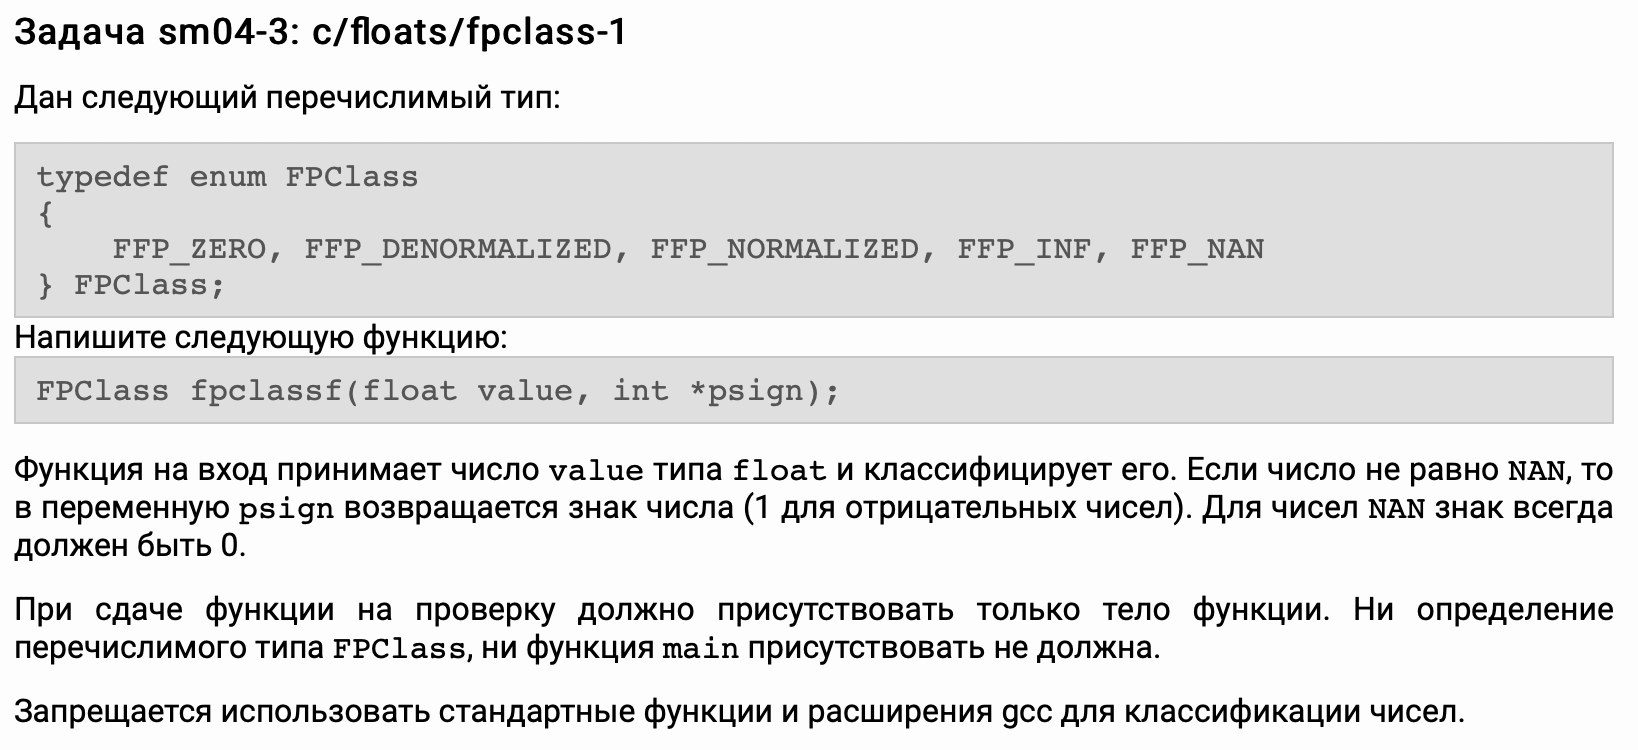 Задача sm04-3: c/floats/fpclass-1
Дан следующий перечислимый тип:
typedef enum FPClass
{
    FFP_ZERO, FFP_DENORMALIZED, FFP_NORMALIZED, FFP_INF, FFP_NAN
} FPClass;
Напишите следующую функцию:
FPClass fpclassf(float value, int *psign);
Функция на вход принимает число value типа float и классифицирует его. Если число не равно NAN, то
в переменную psign возвращается знак числа (1 для отрицательных чисел). Для чисел NAN знак всегда
должен быть 0.
При сдаче функции на проверку должно присутствовать только тело функции. Ни определение
перечислимого типа FPClass, ни функция main присутствовать не должна.
Запрещается использовать стандартные функции и расширения gcc для классификации чисел.